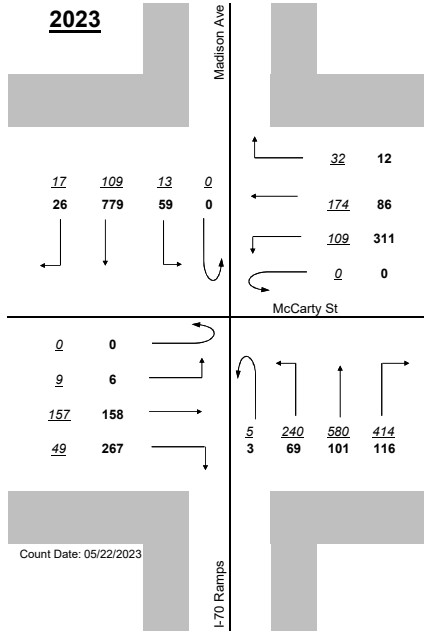 2023
Madison Ave
32 12
17 109 13 0
26 779 59 0
174 86
109 311
0 0
McCarty St
0 0
9 6
157 158
49 267
5 240 580 414
3 69 101 116
Count Date: 05/22/2023
I-70 Ramps